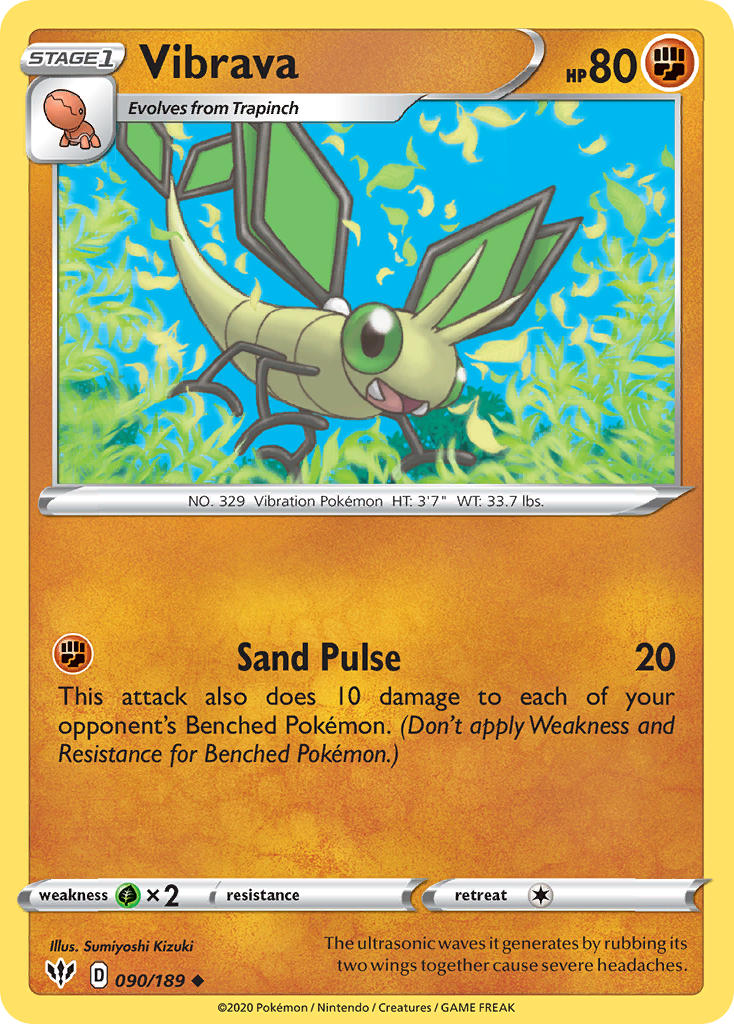 STAGE1
Vibrava
HP80
Evolves from Trapinch
NO. 329 Vibration Pokémon HT: 3'7" WT: 33.7 lbs.
Sand Pulse 20
This attack also does 10 damage to each of your
opponent's Benched Pokémon. (Don't apply Weakness and
Resistance for Benched Pokémon.)
weakness ×2 resistance retreat
Illus. Sumiyoshi Kizuki
The ultrasonic waves it generates by rubbing its
two wings together cause severe headaches.
D 090/189
©2020 Pokémon / Nintendo / Creatures / GAME FREAK